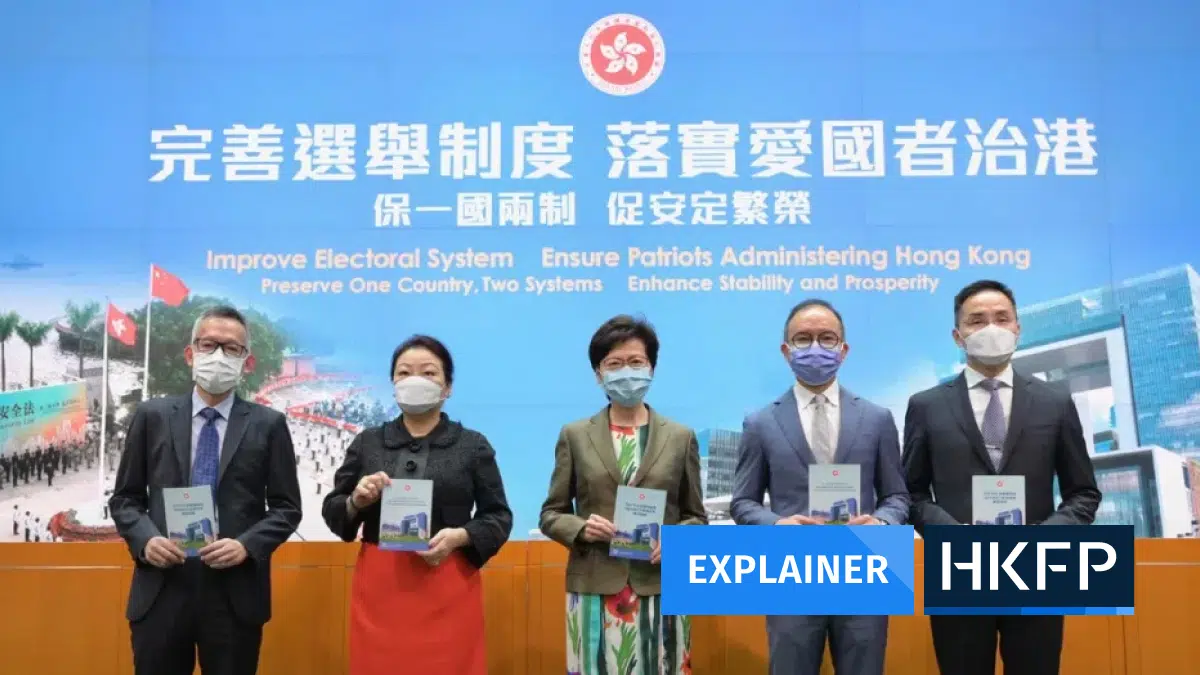 完善選舉制度 落實愛國者治港
保一國兩制 促安定繁榮
Improve Electoral System Ensure Patriots Administering Hong Kong
Preserve One Country, Two Systems Enhance Stability and Prosperity
安全法
EXPLAINER
HKFP